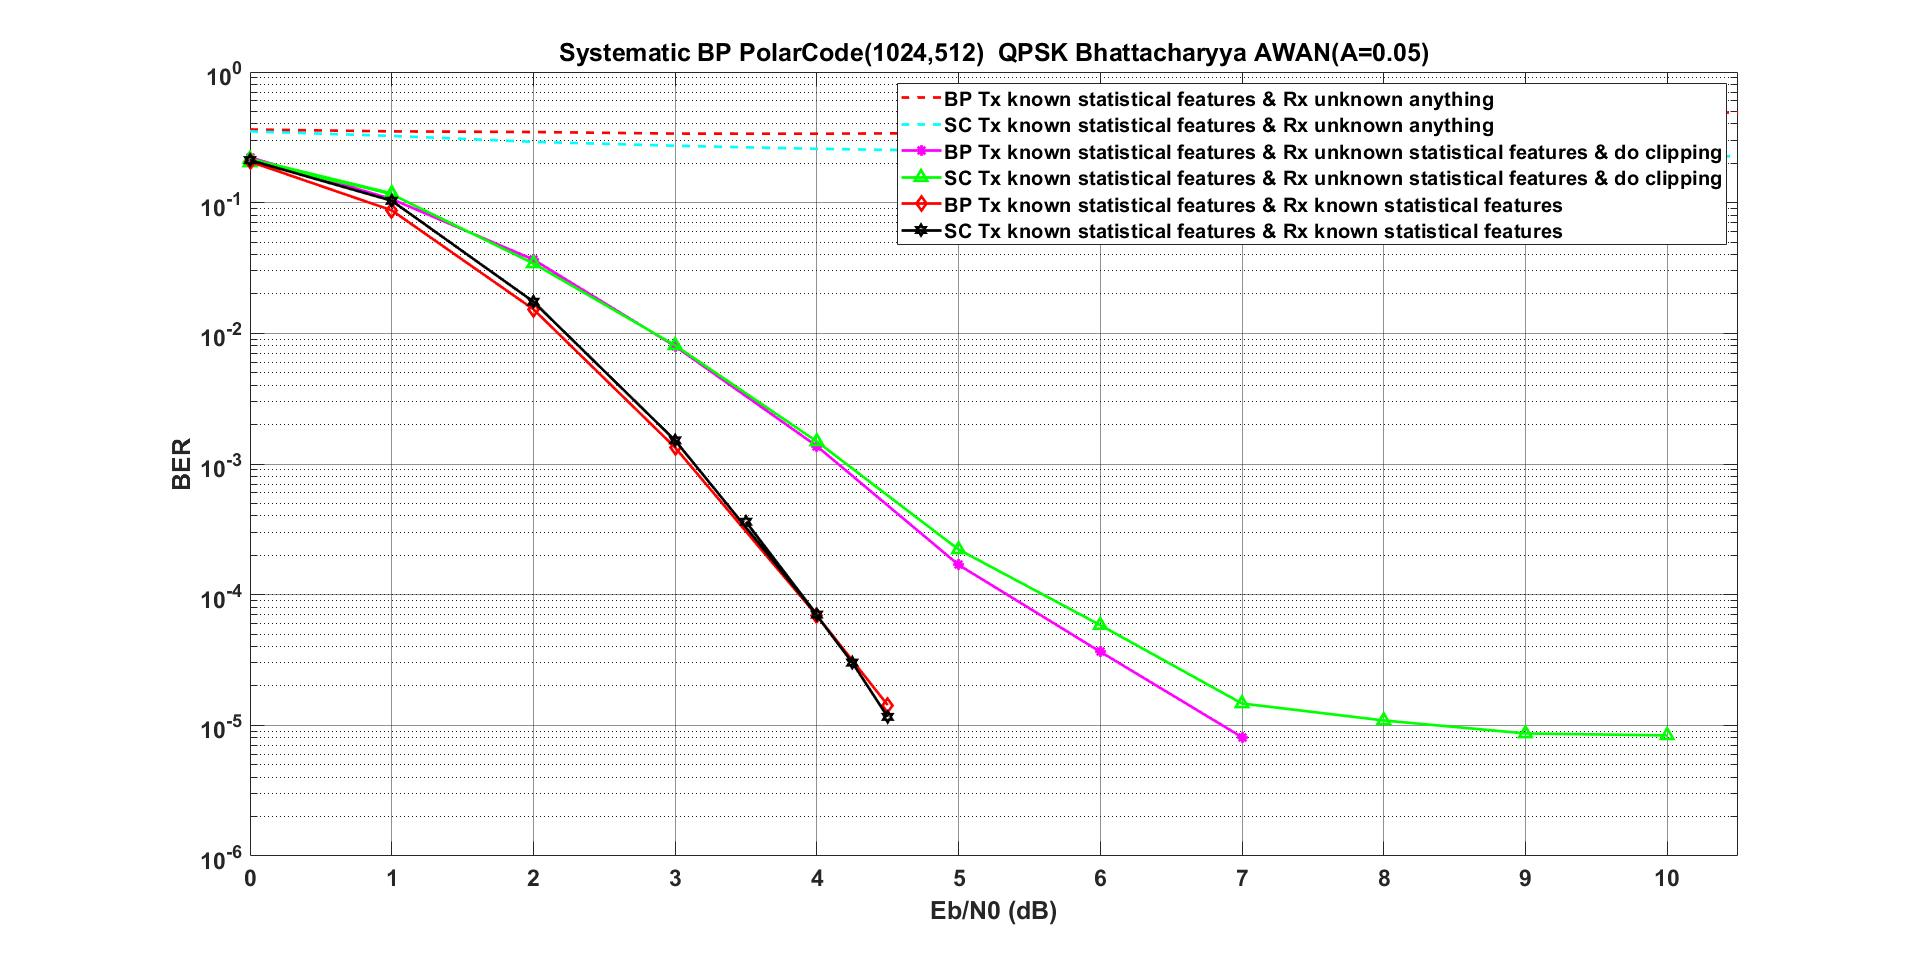 Systematic BP PolarCode(1024,512)  QPSK Bhattacharyya AWAN(A=0.05)
BP Tx known statistical features & Rx unknown anything
SC Tx known statistical features & Rx unknown anything
BP Tx known statistical features & Rx unknown statistical features & do clipping
SC Tx known statistical features & Rx unknown statistical features & do clipping
BP Tx known statistical features & Rx known statistical features
SC Tx known statistical features & Rx known statistical features
10^0
10^-1
10^-2
10^-3
10^-4
10^-5
10^-6
BER
0 1 2 3 4 5 6 7 8 9 10
Eb/N0 (dB)